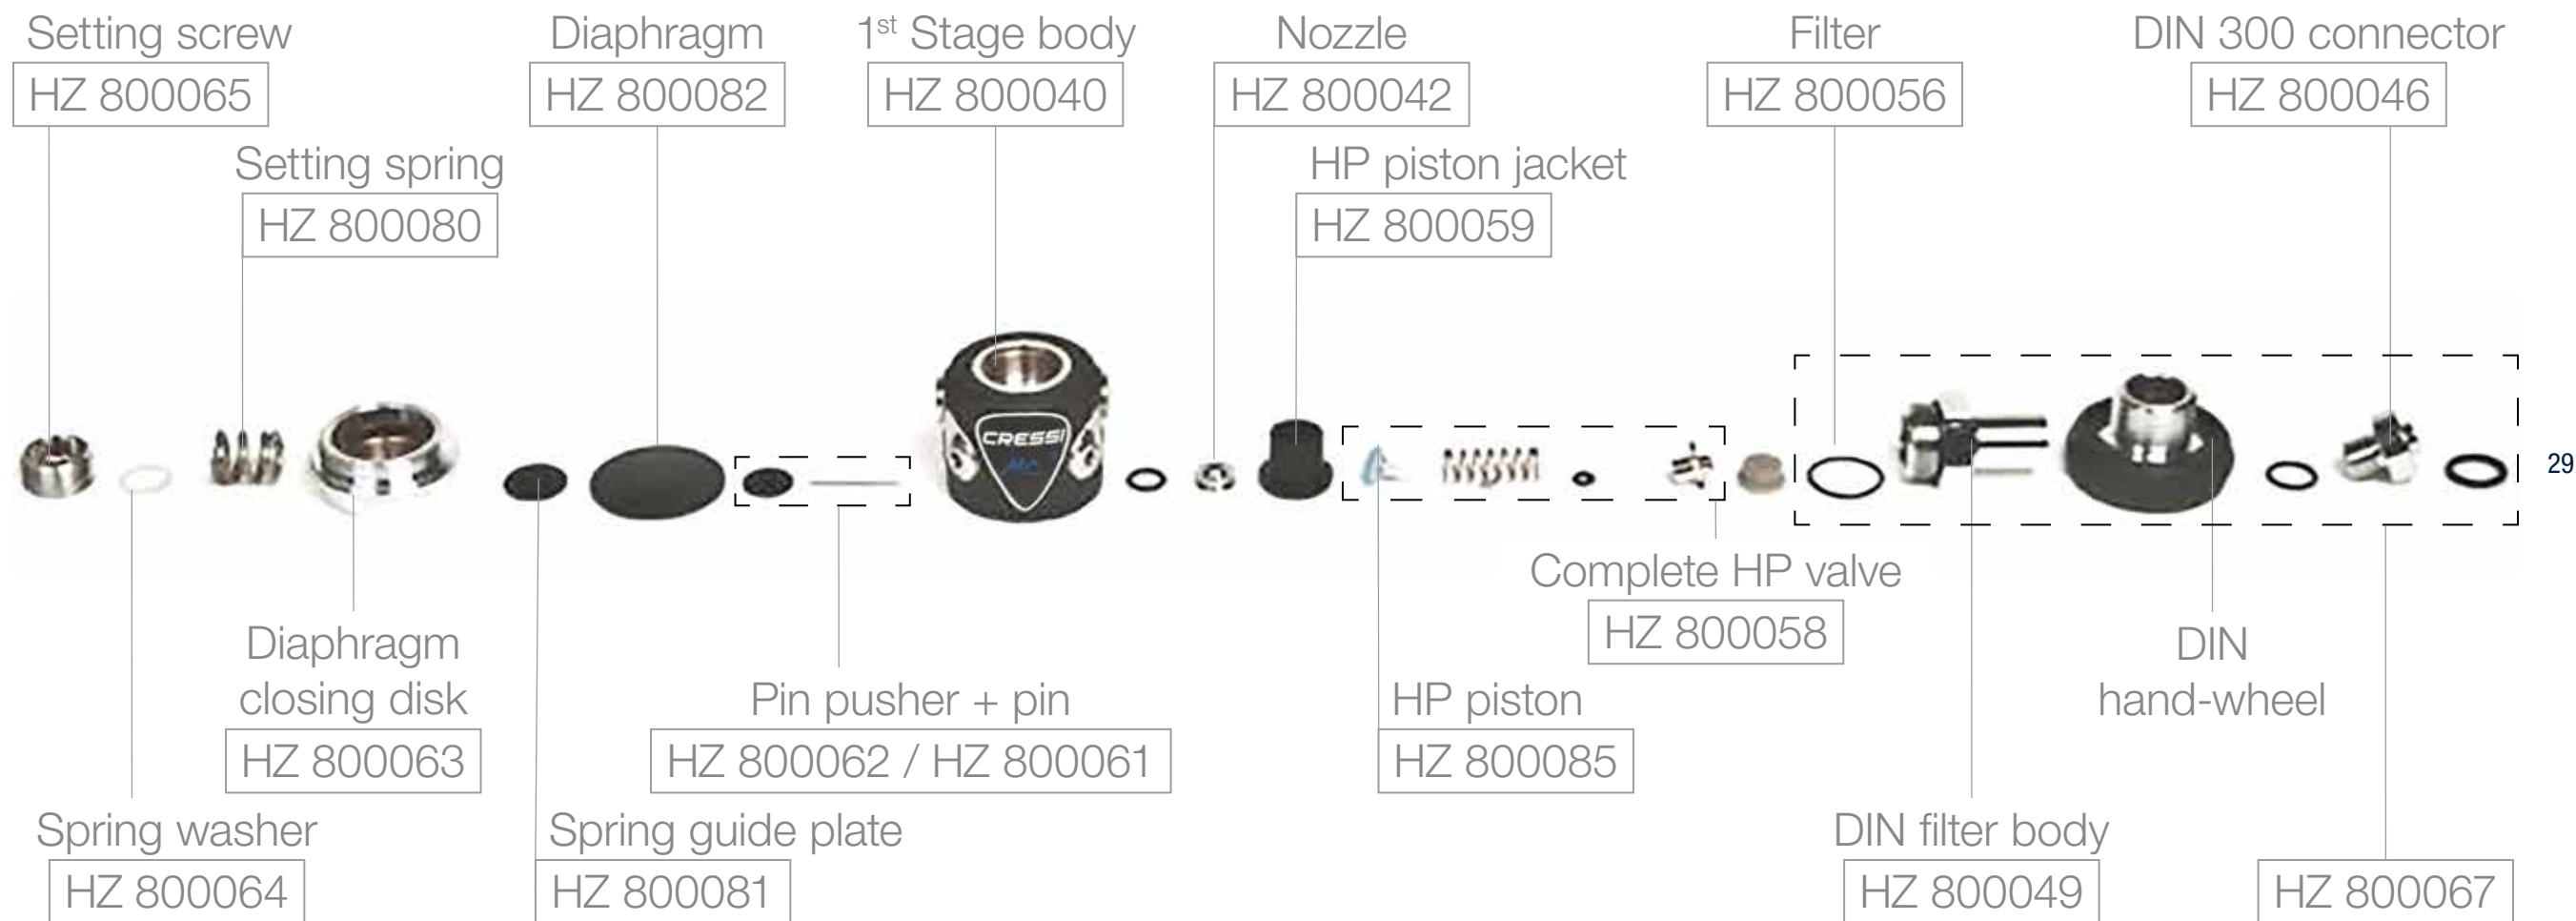 Setting screw
HZ 800065
Diaphragm
HZ 800082
1st Stage body
HZ 800040
Nozzle
HZ 800042
Filter
HZ 800056
DIN 300 connector
HZ 800046
Setting spring
HZ 800080
HP piston jacket
HZ 800059
CRESSI
29
Complete HP valve
HZ 800058
Diaphragm
closing disk
HZ 800063
Pin pusher + pin
HZ 800062 / HZ 800061
HP piston
HZ 800085
DIN
hand-wheel
Spring washer
HZ 800064
Spring guide plate
HZ 800081
DIN filter body
HZ 800049
HZ 800067